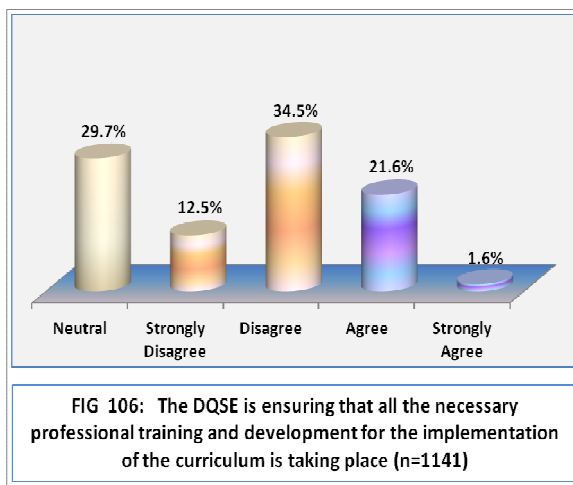 34.5%
29.7%
21.6%
12.5%
1.6%
Neutral Strongly Disagree Agree Strongly
Disagree Agree
FIG 106: The DQSE is ensuring that all the necessary
professional training and development for the implementation
of the curriculum is taking place (n=1141)